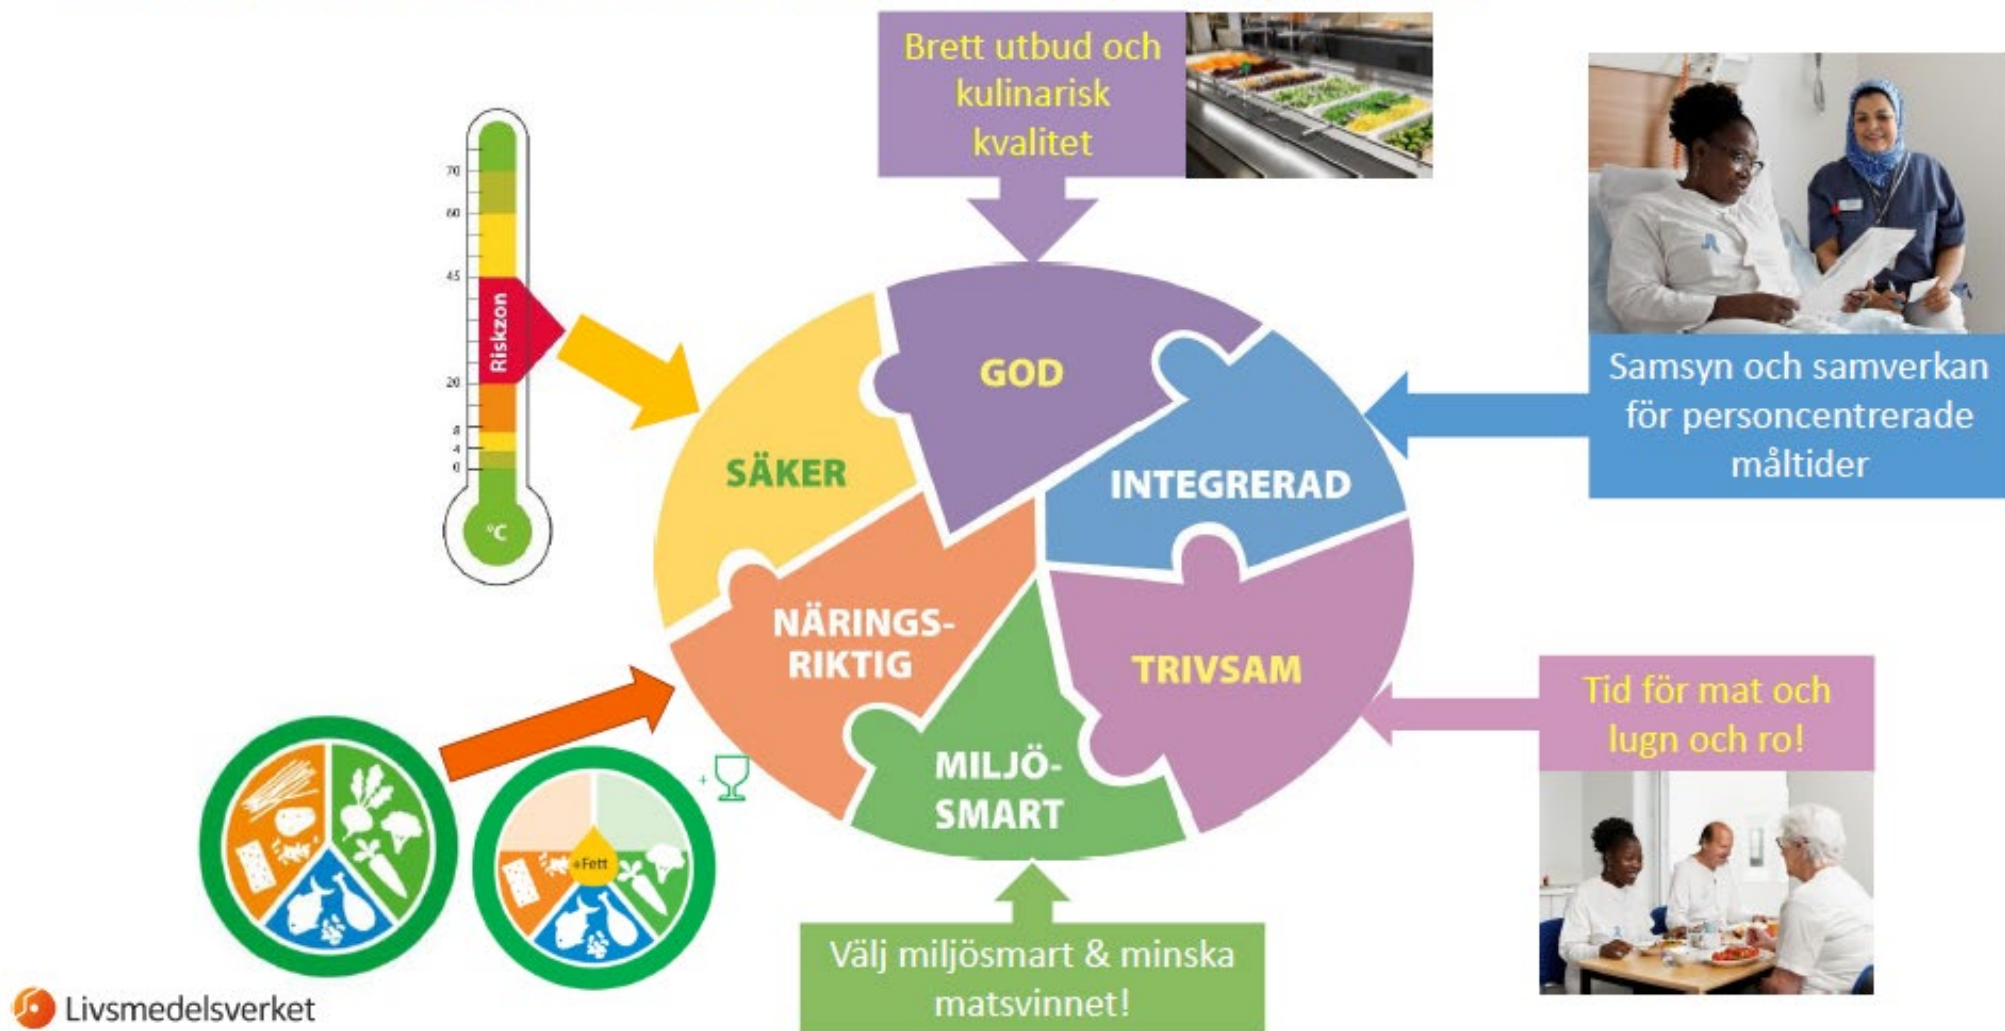 Brett utbud och
kulinarisk
kvalitet
70
60
45
Riskzon
20
8
4
0
°C
GOD
SÄKER
INTEGRERAD
Samsyn och samverkan
för personcentrerade
måltider
NÄRINGS-
RIKTIG
TRIVSAM
MILJÖ-
SMART
Tid för mat och
lugn och ro!
+
+Fett
Välj miljösmart & minska
matsvinnet!
Livsmedelsverket